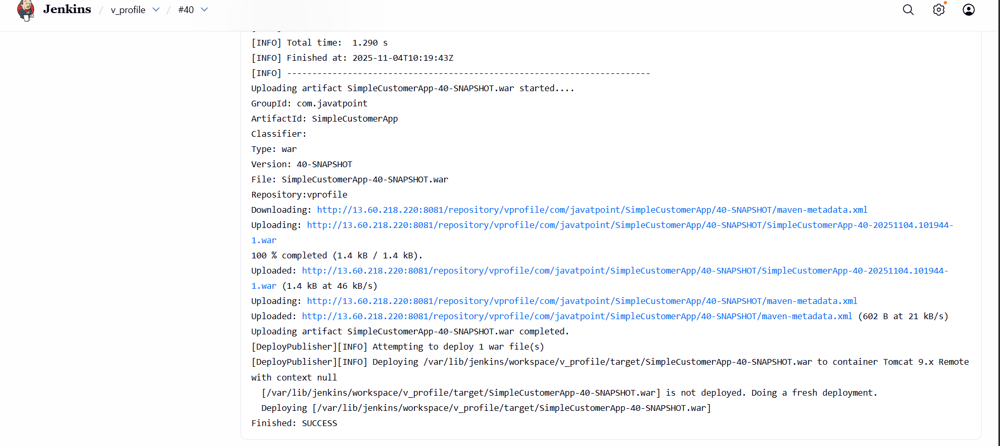 Jenkins / v_profile / #40
[INFO] Total time:  1.290 s
[INFO] Finished at: 2025-11-04T10:19:43Z
[INFO] ------------------------------------------------------------------------
Uploading artifact SimpleCustomerApp-40-SNAPSHOT.war started....
GroupId: com.javatpoint
ArtifactId: SimpleCustomerApp
Classifier:
Type: war
Version: 40-SNAPSHOT
File: SimpleCustomerApp-40-SNAPSHOT.war
Repository:vprofile
Downloading: http://13.60.218.220:8081/repository/vprofile/com/javatpoint/SimpleCustomerApp/40-SNAPSHOT/maven-metadata.xml
Uploading: http://13.60.218.220:8081/repository/vprofile/com/javatpoint/SimpleCustomerApp/40-SNAPSHOT/SimpleCustomerApp-40-20251104.101944-
1.war
100 % completed (1.4 kB / 1.4 kB).
Uploaded: http://13.60.218.220:8081/repository/vprofile/com/javatpoint/SimpleCustomerApp/40-SNAPSHOT/SimpleCustomerApp-40-20251104.101944-
1.war (1.4 kB at 46 kB/s)
Uploading: http://13.60.218.220:8081/repository/vprofile/com/javatpoint/SimpleCustomerApp/40-SNAPSHOT/maven-metadata.xml
Uploaded: http://13.60.218.220:8081/repository/vprofile/com/javatpoint/SimpleCustomerApp/40-SNAPSHOT/maven-metadata.xml (602 B at 21 kB/s)
Uploading artifact SimpleCustomerApp-40-SNAPSHOT.war completed.
[DeployPublisher][INFO] Attempting to deploy 1 war file(s)
[DeployPublisher][INFO] Deploying /var/lib/jenkins/workspace/v_profile/target/SimpleCustomerApp-40-SNAPSHOT.war to container Tomcat 9.x Remote
with context null
  [/var/lib/jenkins/workspace/v_profile/target/SimpleCustomerApp-40-SNAPSHOT.war] is not deployed. Doing a fresh deployment.
  Deploying [/var/lib/jenkins/workspace/v_profile/target/SimpleCustomerApp-40-SNAPSHOT.war]
Finished: SUCCESS